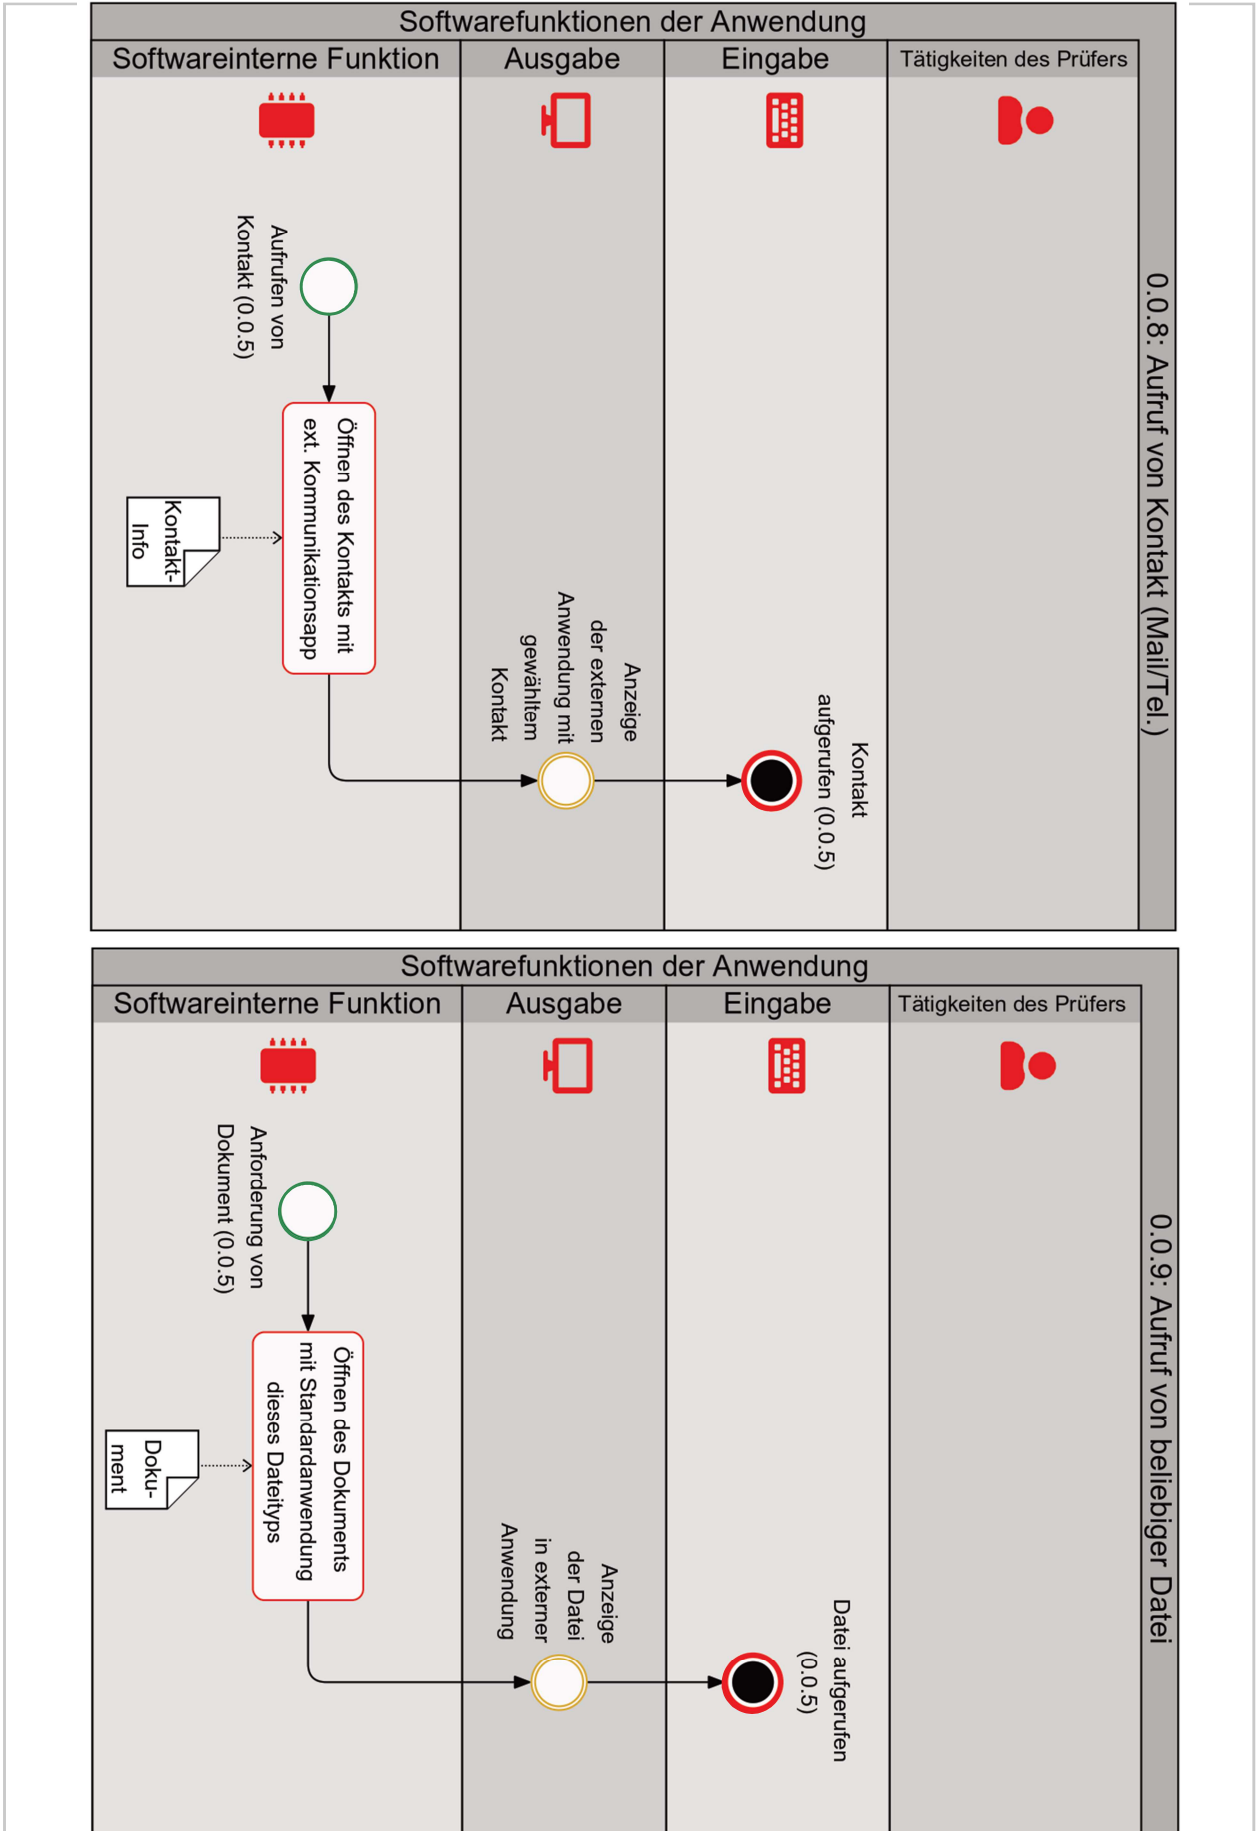 Softwarefunktionen der Anwendung
Softwareinterne Funktion
Ausgabe
Eingabe
Tätigkeiten des Prüfers
0.0.8: Aufruf von Kontakt (Mail/Tel.)
Aufrufen von
Kontakt (0.0.5)
Öffnen des Kontakts mit
ext. Kommunikationsapp
Kontakt-
Info
Anzeige
der externen
Anwendung mit
gewähltem
Kontakt
Kontakt
aufgerufen (0.0.5)
Softwarefunktionen der Anwendung
Softwareinterne Funktion
Ausgabe
Eingabe
Tätigkeiten des Prüfers
0.0.9: Aufruf von beliebiger Datei
Anforderung von
Dokument (0.0.5)
Öffnen des Dokuments
mit Standardanwendung
dieses Dateityps
Doku-
ment
Anzeige
der Datei
in externer
Anwendung
Datei aufgerufen
(0.0.5)